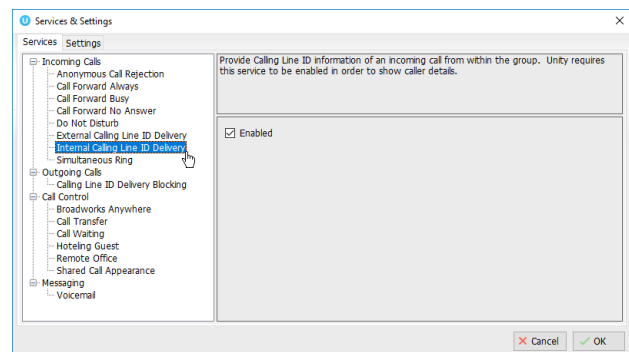 Services & Settings
Services Settings
Incoming Calls
Anonymous Call Rejection
Call Forward Always
Call Forward Busy
Call Forward No Answer
Do Not Disturb
External Calling Line ID Delivery
Internal Calling Line ID Delivery
Simultaneous Ring
Outgoing Calls
Calling Line ID Delivery Blocking
Call Control
Broadworks Anywhere
Call Transfer
Call Waiting
Hoteling Guest
Remote Office
Shared Call Appearance
Messaging
Voicemail
Provide Calling Line ID information of an incoming call from within the group. Unity requires
this service to be enabled in order to show caller details.
Enabled
Cancel OK